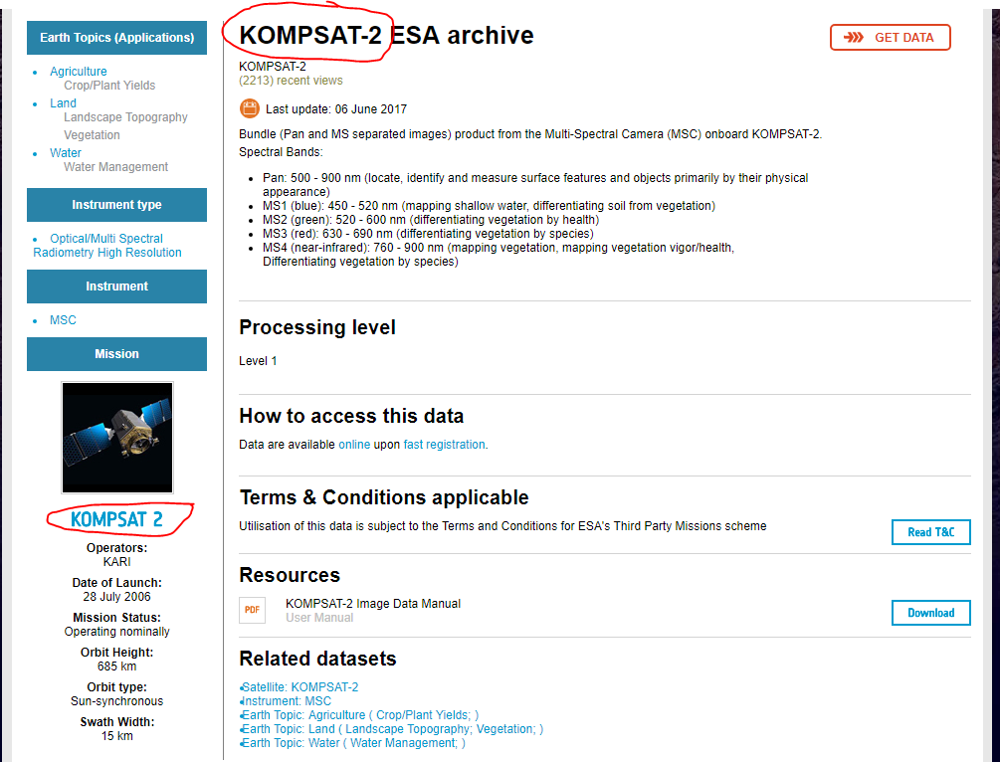 Earth Topics (Applications)
Agriculture
Crop/Plant Yields
Land
Landscape Topography
Vegetation
Water
Water Management
Instrument type
Optical/Multi Spectral
Radiometry High Resolution
Instrument
MSC
Mission
KOMPSAT 2
Operators:
KARI
Date of Launch:
28 July 2006
Mission Status:
Operating nominally
Orbit Height:
685 km
Orbit type:
Sun-synchronous
Swath Width:
15 km
KOMPSAT-2 ESA archive
GET DATA
KOMPSAT-2
(2213) recent views
Last update: 06 June 2017
Bundle (Pan and MS separated images) product from the Multi-Spectral Camera (MSC) onboard KOMPSAT-2.
Spectral Bands:
Pan: 500 - 900 nm (locate, identify and measure surface features and objects primarily by their physical
appearance)
MS1 (blue): 450 - 520 nm (mapping shallow water, differentiating soil from vegetation)
MS2 (green): 520 - 600 nm (differentiating vegetation by health)
MS3 (red): 630 - 690 nm (differentiating vegetation by species)
MS4 (near-infrared): 760 - 900 nm (mapping vegetation, mapping vegetation vigor/health,
Differentiating vegetation by species)
Processing level
Level 1
How to access this data
Data are available online upon fast registration.
Terms & Conditions applicable
Utilisation of this data is subject to the Terms and Conditions for ESA's Third Party Missions scheme
Read T&C
Resources
PDF
KOMPSAT-2 Image Data Manual
User Manual
Download
Related datasets
Satellite: KOMPSAT-2
Instrument: MSC
Earth Topic: Agriculture ( Crop/Plant Yields; )
Earth Topic: Land ( Landscape Topography; Vegetation; )
Earth Topic: Water ( Water Management; )